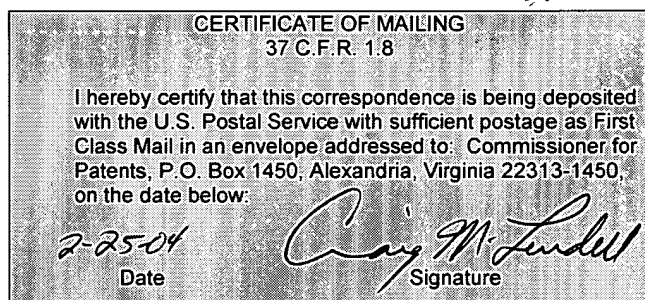 CERTIFICATE OF MAILING
37 C.F.R. 1.8
I hereby certify that this correspondence is being deposited
with the U.S. Postal Service with sufficient postage as First
Class Mail in an envelope addressed to: Commissioner for
Patents, P.O. Box 1450, Alexandria, Virginia 22313-1450,
on the date below:
2-25-04 Craig M. Lundell
Date Signature